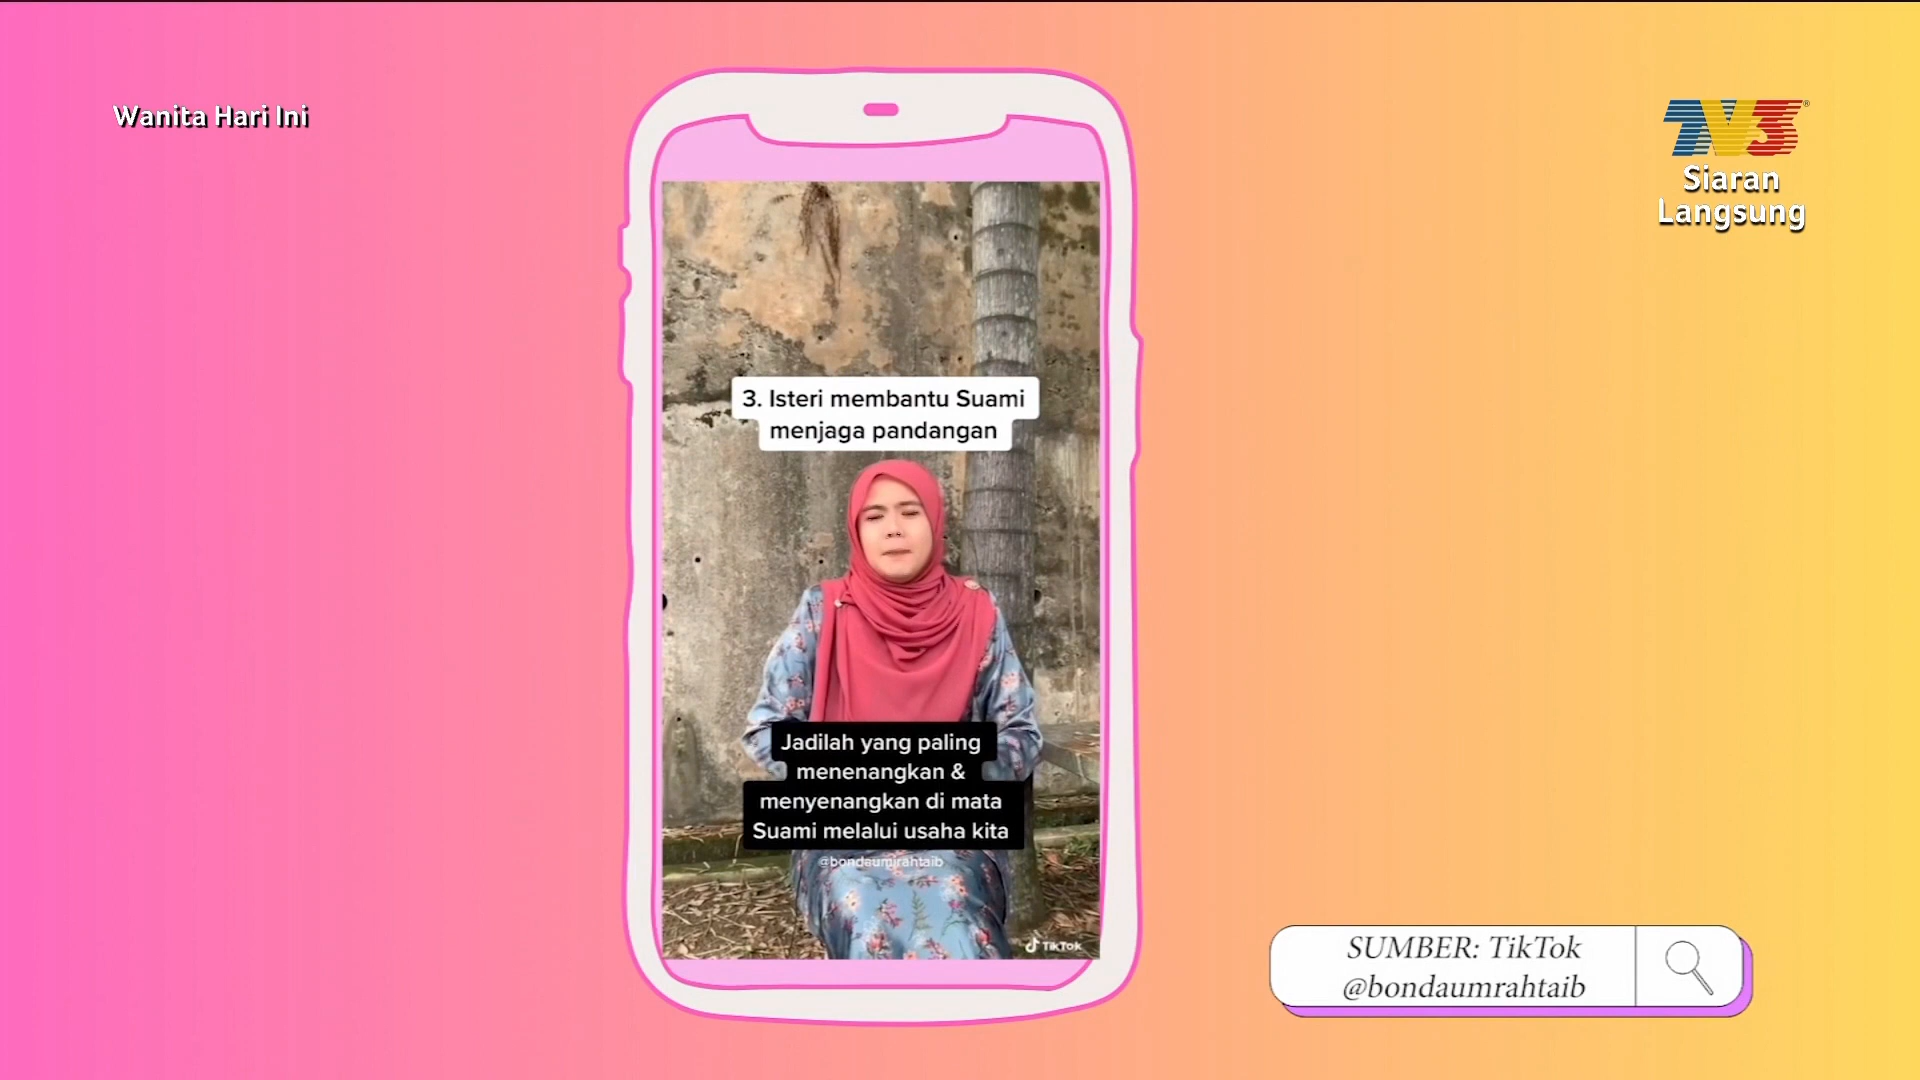 Wanita Hari Ini
TV3
Siaran
Langsung
3. Isteri membantu Suami
menjaga pandangan
Jadilah yang paling
menenangkan &
menyenangkan di mata
Suami melalui usaha kita
@bondaumrahtaib
TikTok
SUMBER: TikTok
@bondaumrahtaib